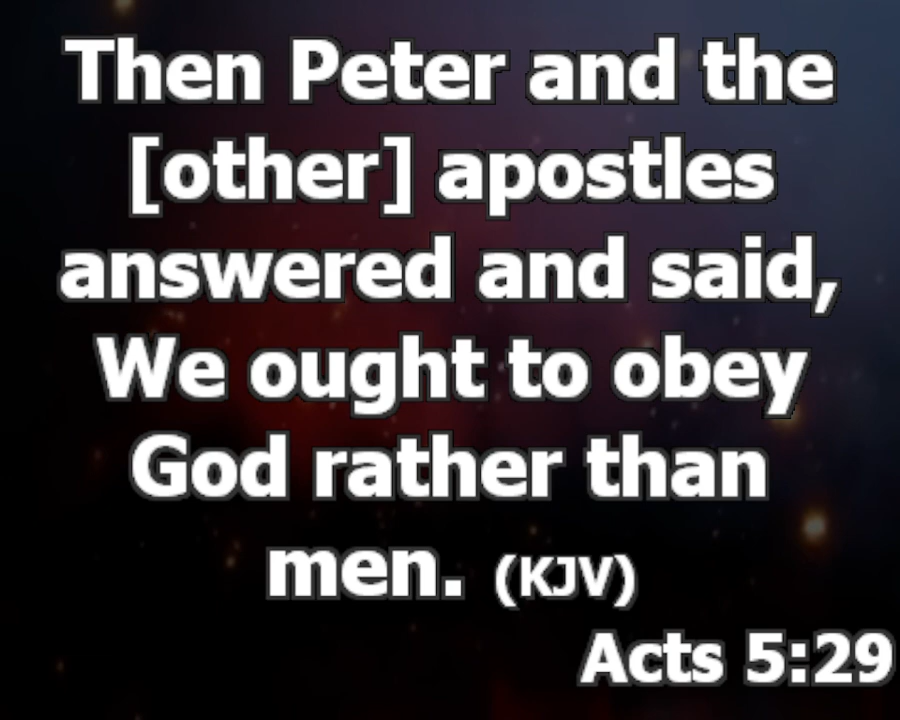 Then Peter and the
[other] apostles
answered and said,
We ought to obey
God rather than
men. (KJV)
Acts 5:29